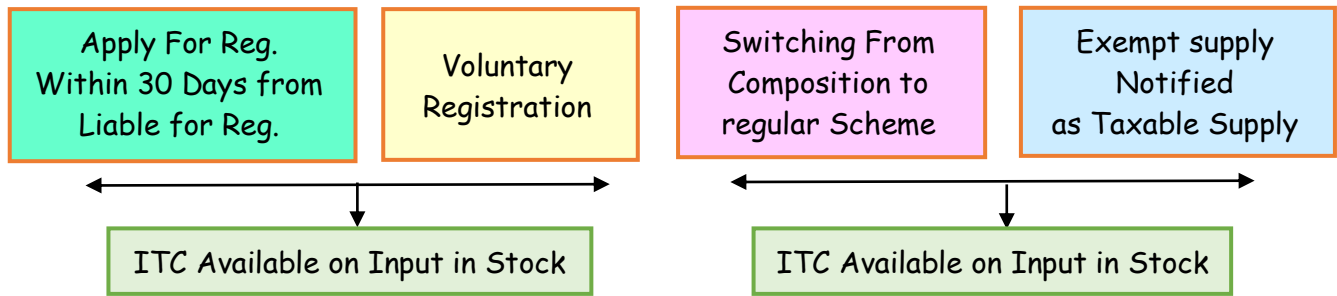 Apply For Reg.
Within 30 Days from
Liable for Reg.
Voluntary
Registration
Switching From
Composition to
regular Scheme
Exempt supply
Notified
as Taxable Supply
ITC Available on Input in Stock
ITC Available on Input in Stock